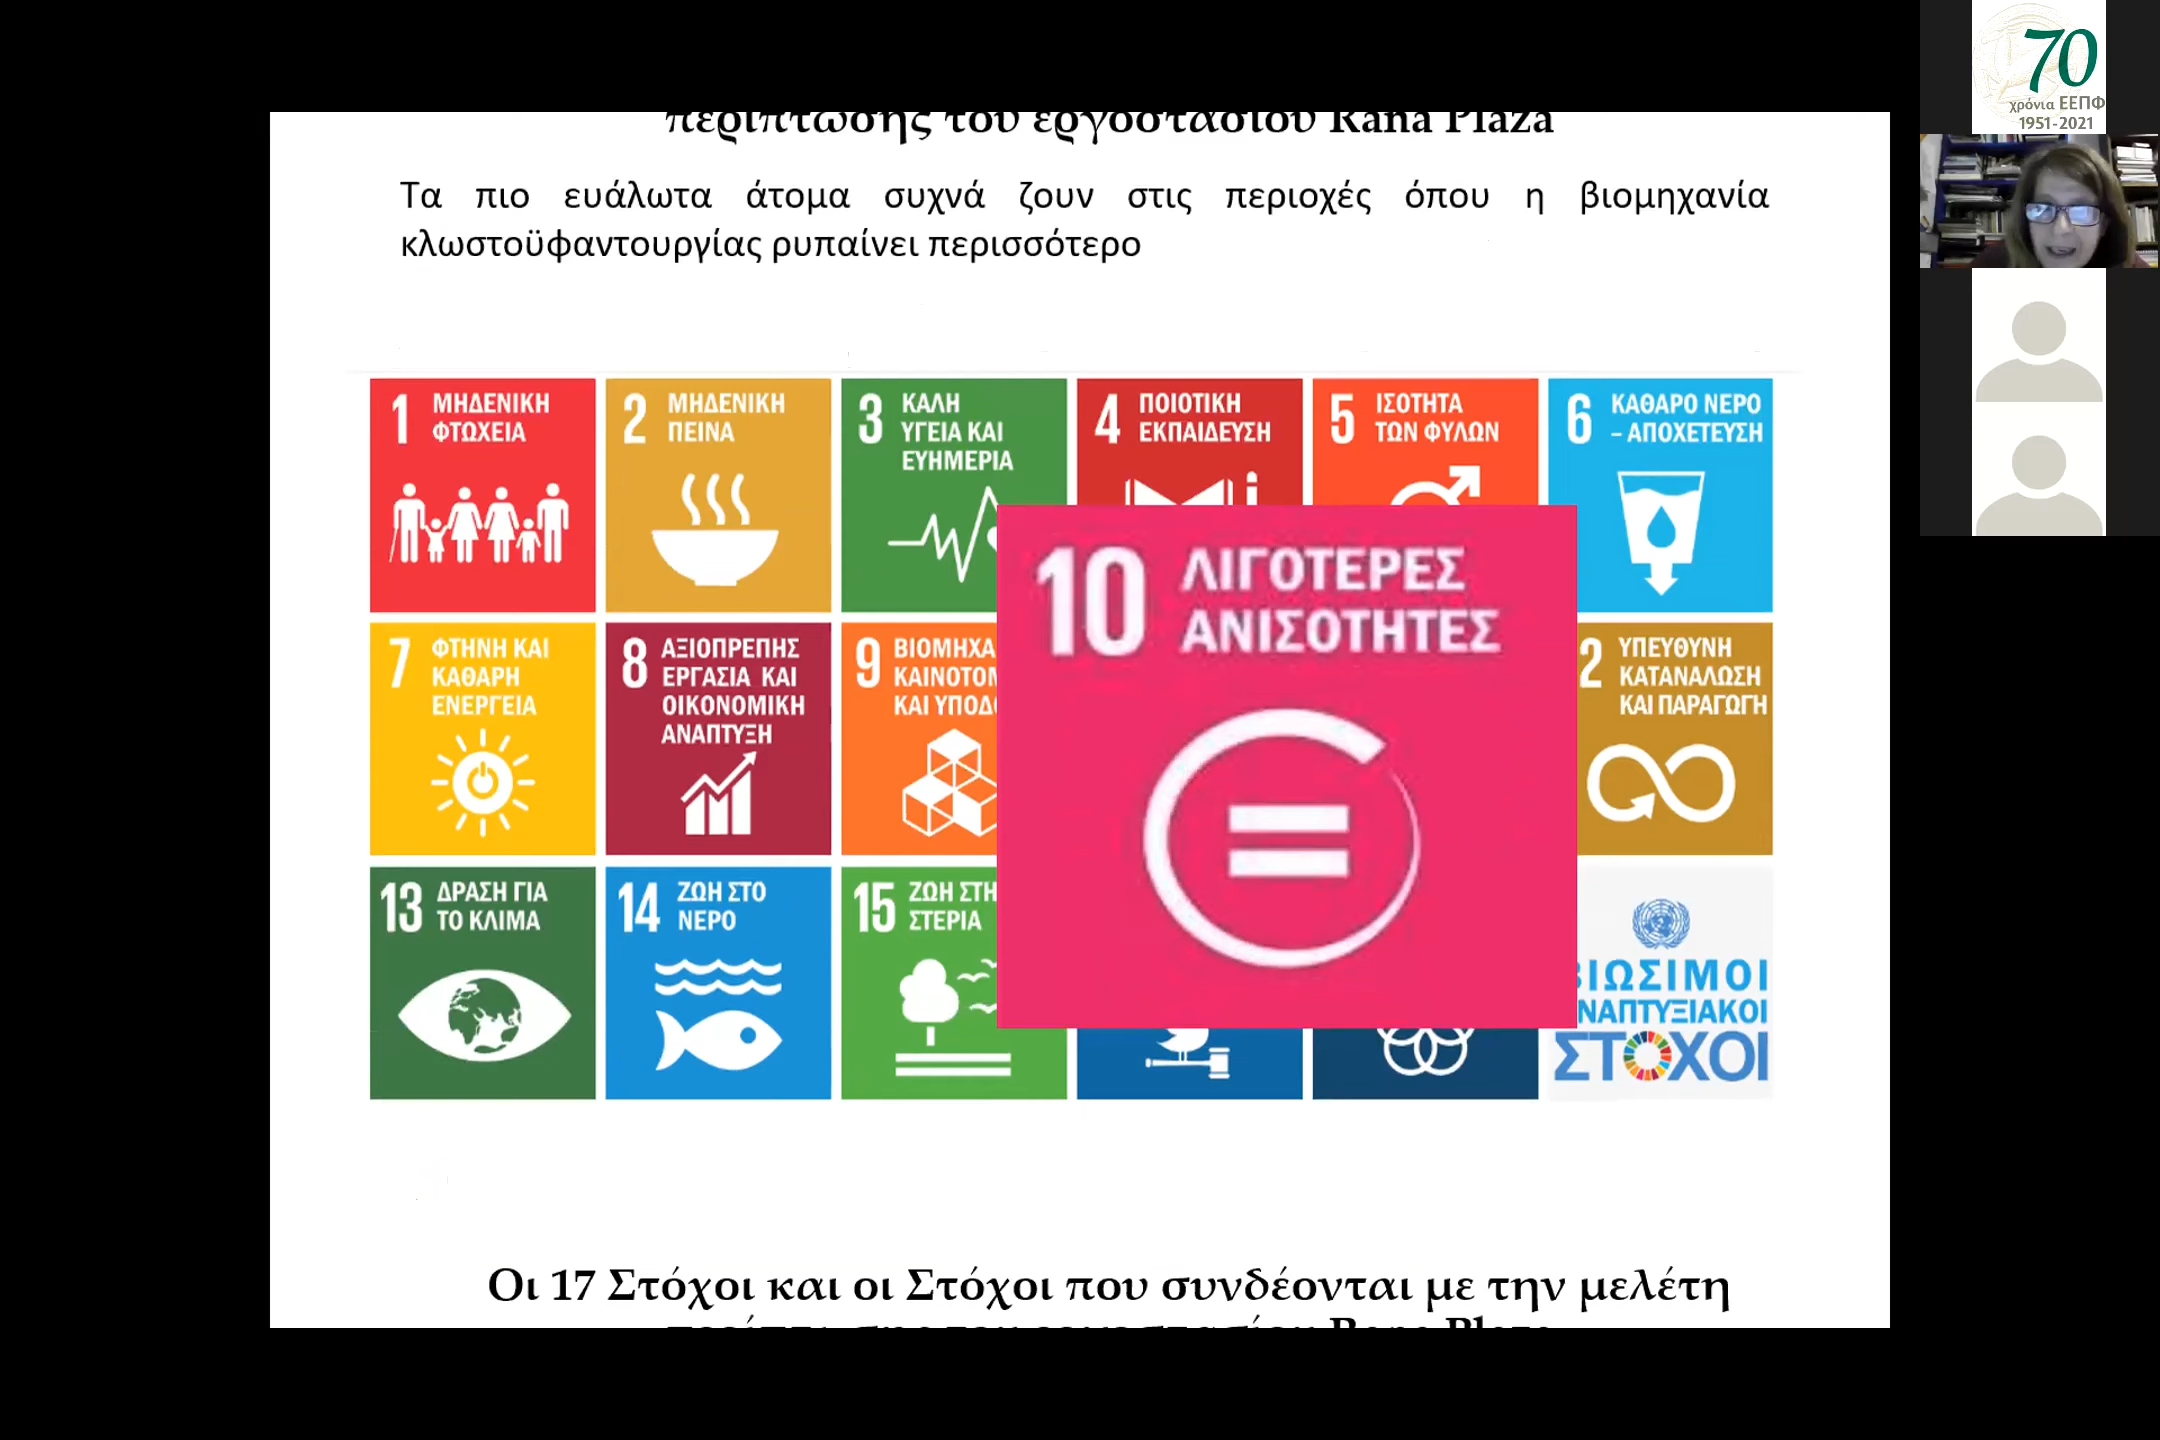 περίπτωσης του εργοστασίου Rana Plaza
Τα πιο ευάλωτα άτομα συχνά ζουν στις περιοχές όπου η βιομηχανία
κλωστοϋφαντουργίας ρυπαίνει περισσότερο
1 ΜΗΔΕΝΙΚΗ
ΦΤΩΧΕΙΑ
2 ΜΗΔΕΝΙΚΗ
ΠΕΙΝΑ
3 ΚΑΛΗ
ΥΓΕΙΑ ΚΑΙ
ΕΥΗΜΕΡΙΑ
4 ΠΟΙΟΤΙΚΗ
ΕΚΠΑΙΔΕΥΣΗ
5 ΙΣΟΤΗΤΑ
ΤΩΝ ΦΥΛΩΝ
6 ΚΑΘΑΡΟ ΝΕΡΟ
– ΑΠΟΧΕΤΕΥΣΗ
7 ΦΤΗΝΗ ΚΑΙ
ΚΑΘΑΡΗ
ΕΝΕΡΓΕΙΑ
8 ΑΞΙΟΠΡΕΠΗΣ
ΕΡΓΑΣΙΑ ΚΑΙ
ΟΙΚΟΝΟΜΙΚΗ
ΑΝΑΠΤΥΞΗ
9 ΒΙΟΜΗΧΑ
ΚΑΙΝΟΤΟΜ
ΚΑΙ ΥΠΟΔΟ
10 ΛΙΓΟΤΕΡΕΣ
ΑΝΙΣΟΤΗΤΕΣ
2 ΥΠΕΥΘΥΝΗ
ΚΑΤΑΝΑΛΩΣΗ
ΚΑΙ ΠΑΡΑΓΩΓΗ
13 ΔΡΑΣΗ ΓΙΑ
ΤΟ ΚΛΙΜΑ
14 ΖΩΗ ΣΤΟ
ΝΕΡΟ
15 ΖΩΗ ΣΤΗ
ΣΤΕΡΙΑ
ΒΙΩΣΙΜΟΙ
ΝΑΠΤΥΞΙΑΚΟΙ
ΣΤΟΧΟΙ
Οι 17 Στόχοι και οι Στόχοι που συνδέονται με την μελέτη
70
χρόνια ΕΕΠΦ
1951-2021